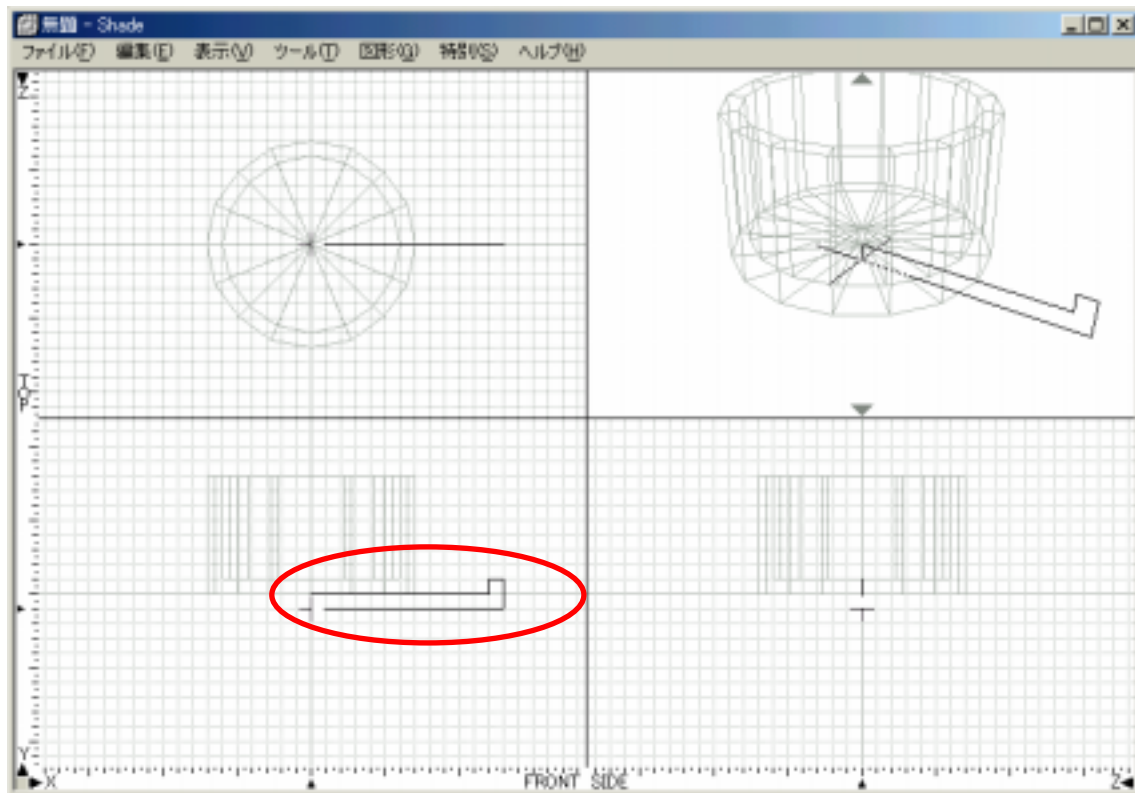 無題 - Shade
ファイル(F) 編集(E) 表示(V) ツール(T) 図形(G) 特別(S) ヘルプ(H)
Z
TOP
Y
X FRONT SIDE Z